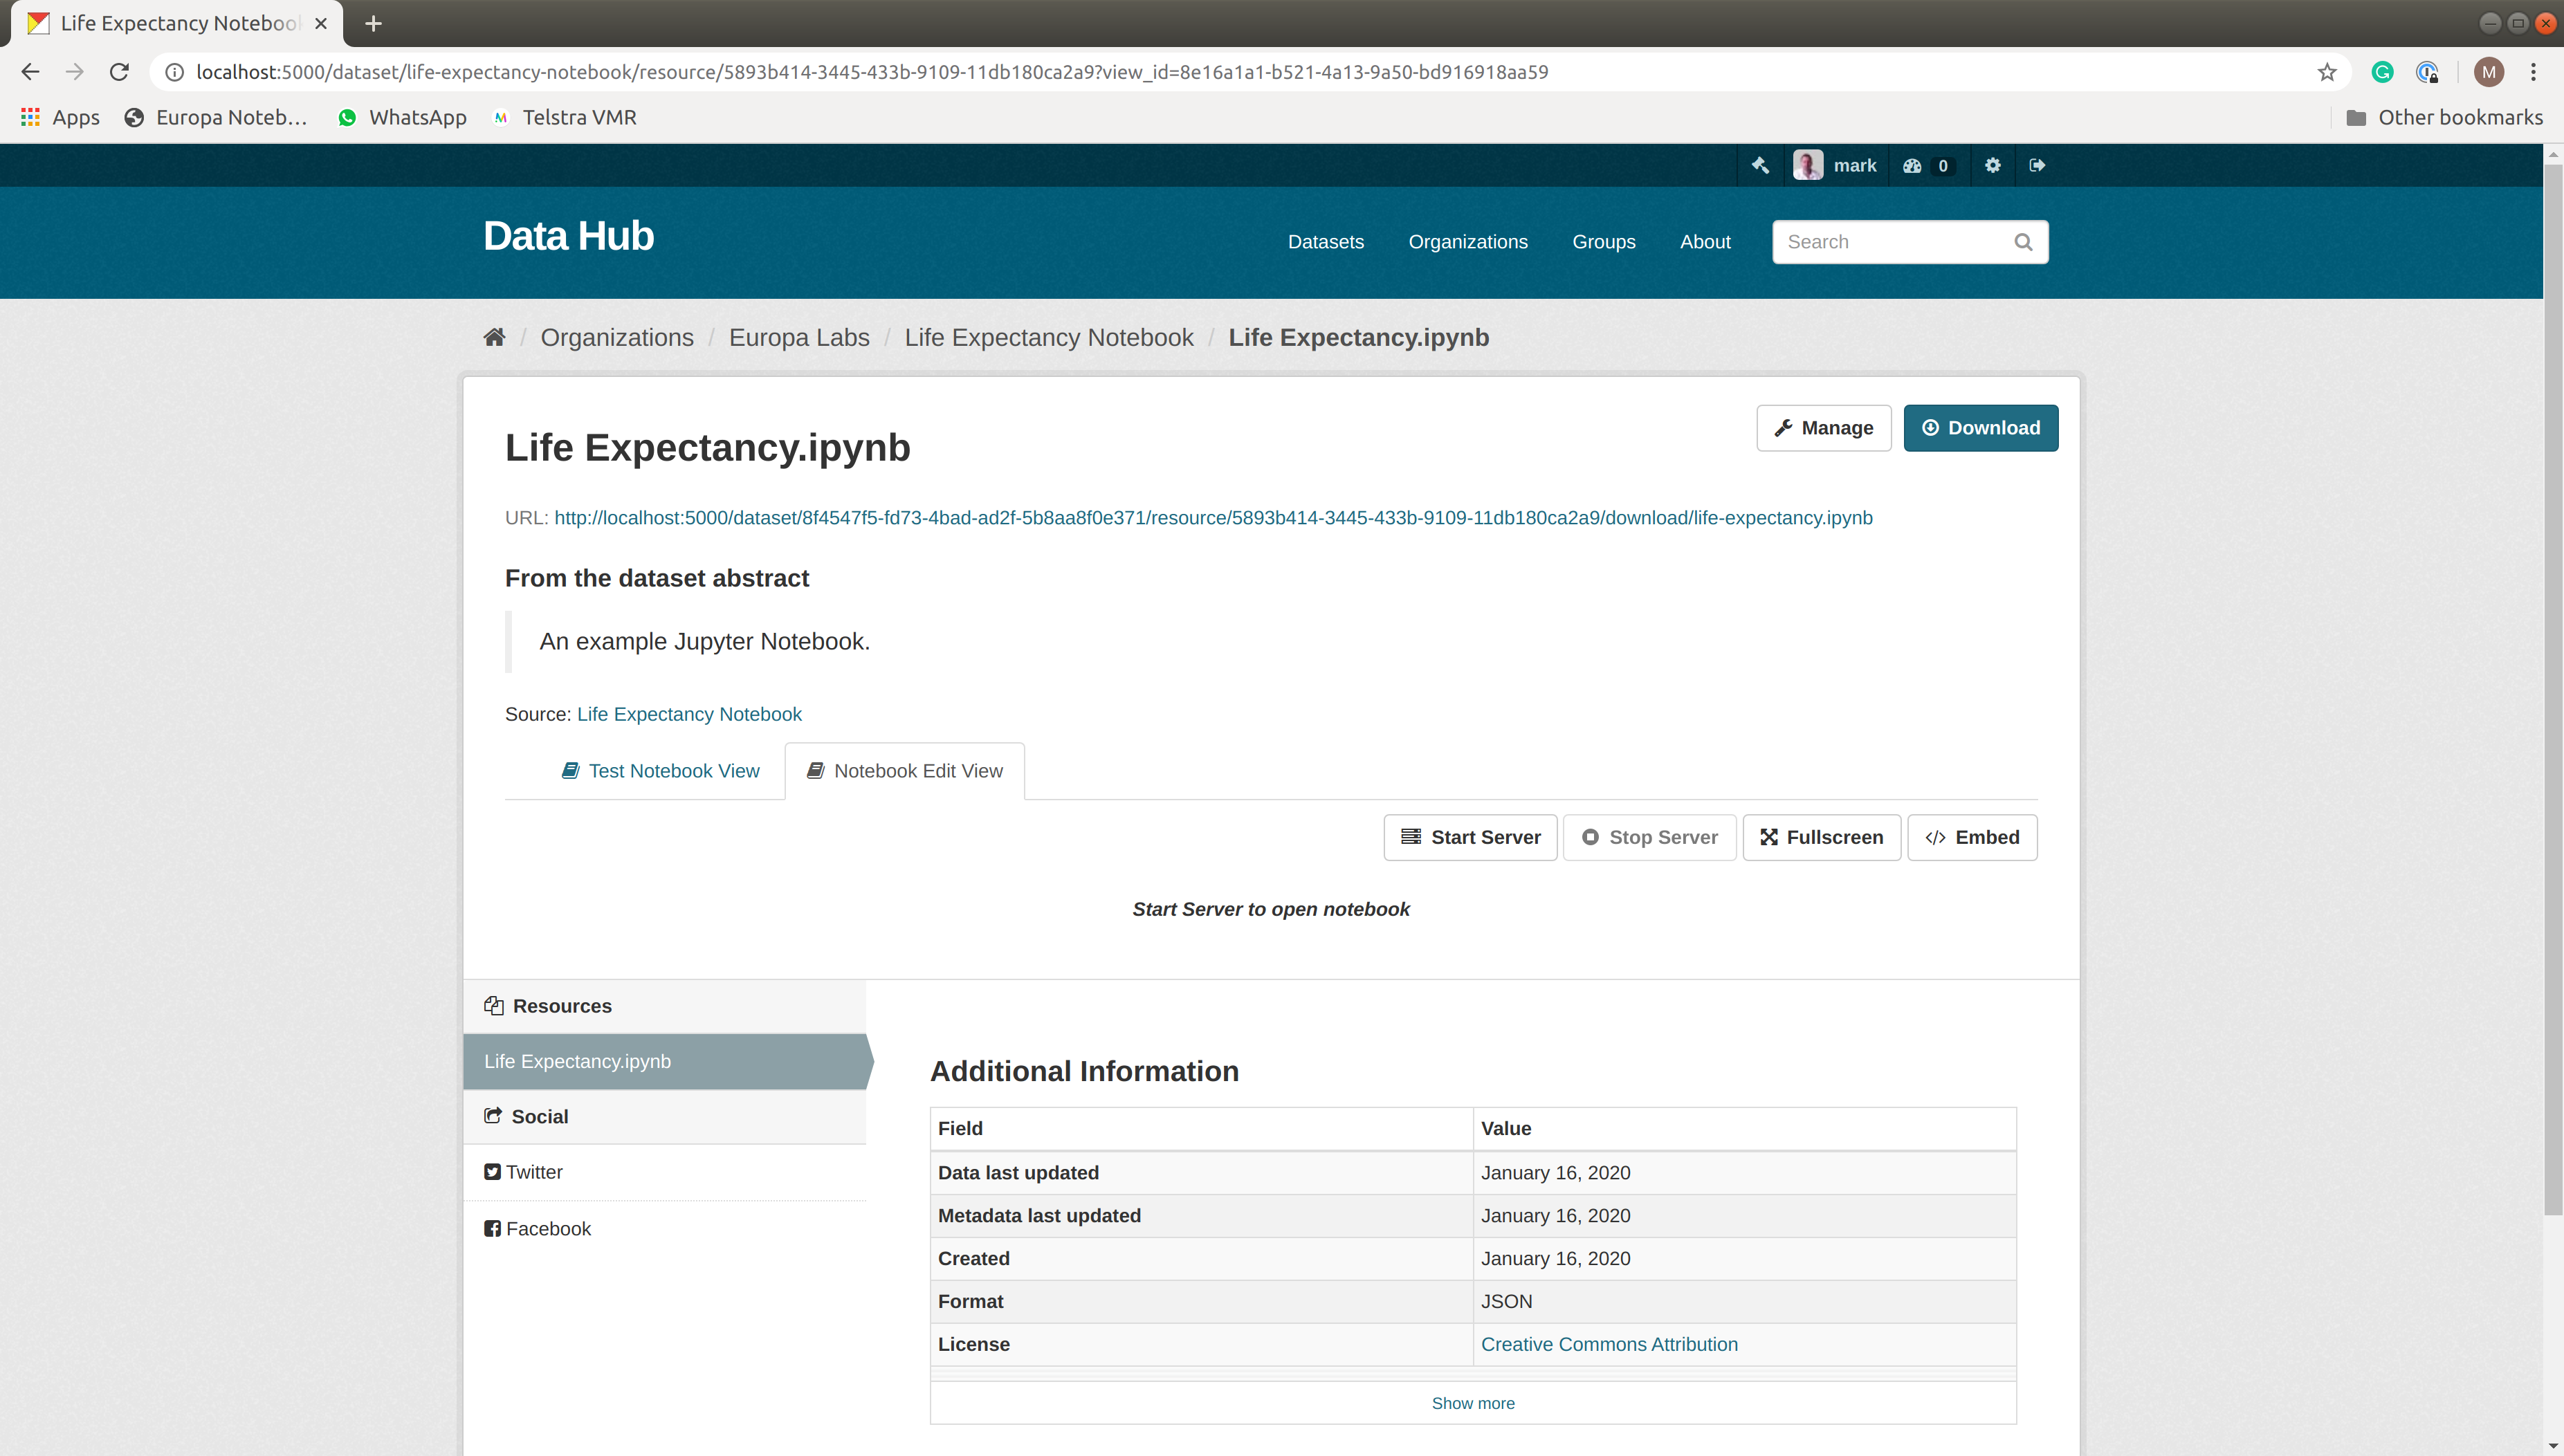 Life Expectancy Noteboo
localhost:5000/dataset/life-expectancy-notebook/resource/5893b414-3445-433b-9109-11db180ca2a9?view_id=8e16a1a1-b521-4a13-9a50-bd916918aa59
M
Apps Europa Noteb... WhatsApp Telstra VMR Other bookmarks
mark 0
Data Hub Datasets Organizations Groups About Search
Organizations / Europa Labs / Life Expectancy Notebook / Life Expectancy.ipynb
Manage Download
Life Expectancy.ipynb
URL: http://localhost:5000/dataset/8f4547f5-fd73-4bad-ad2f-5b8aa8f0e371/resource/5893b414-3445-433b-9109-11db180ca2a9/download/life-expectancy.ipynb
From the dataset abstract
An example Jupyter Notebook.
Source: Life Expectancy Notebook
Test Notebook View Notebook Edit View
Start Server Stop Server Fullscreen Embed
Start Server to open notebook
Resources
Life Expectancy.ipynb
Social
Twitter
Facebook
Additional Information
Field Value
Data last updated January 16, 2020
Metadata last updated January 16, 2020
Created January 16, 2020
Format JSON
License Creative Commons Attribution
Show more